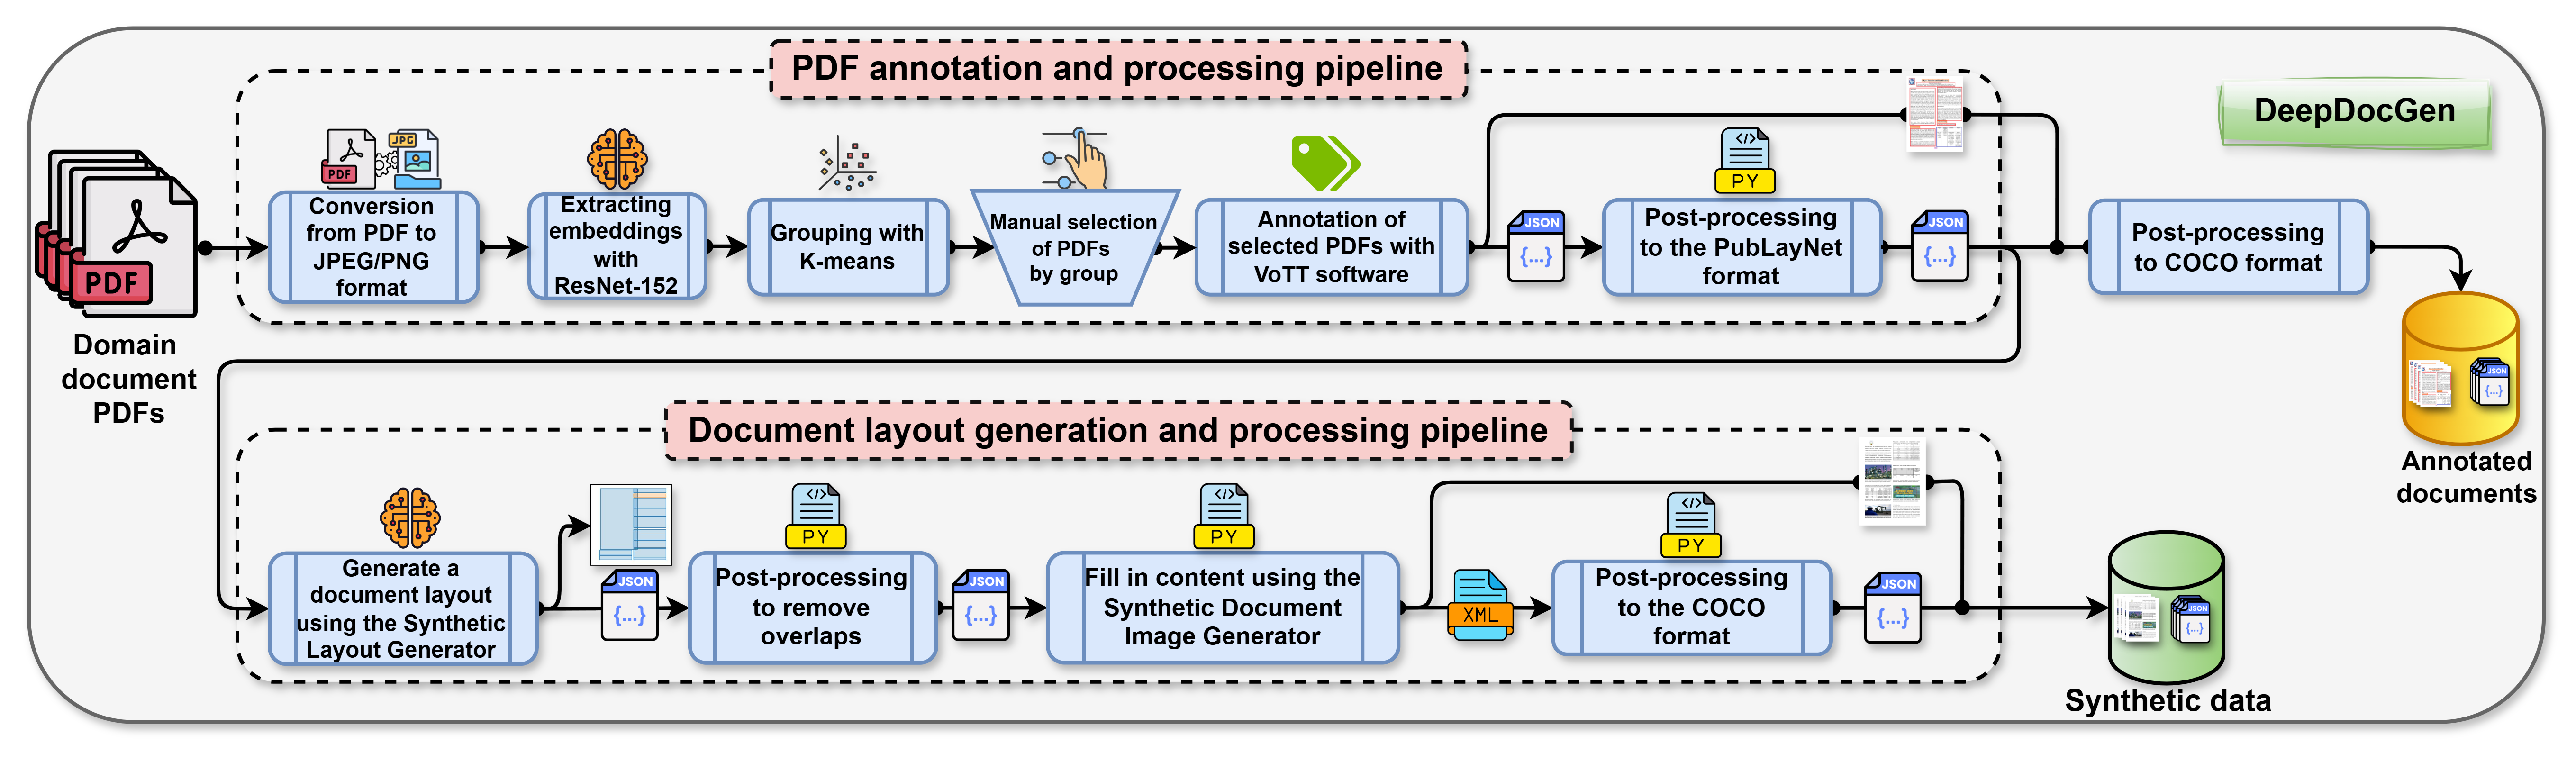 PDF annotation and processing pipeline
DeepDocGen
PDF
Domain
document
PDFs
PDF
JPG
Conversion
from PDF to
JPEG/PNG
format
Extracting
embeddings
with
ResNet-152
Grouping with
K-means
Manual selection
of PDFs
by group
Annotation of
selected PDFs with
VoTT software
JSON
{...}
</>
PY
Post-processing
to the PubLayNet
format
JSON
{...}
Post-processing
to COCO format
JSON
{...}
Annotated
documents
Document layout generation and processing pipeline
Generate a
document layout
using the Synthetic
Layout Generator
JSON
{...}
</>
PY
Post-processing
to remove
overlaps
JSON
{...}
</>
PY
Fill in content using the
Synthetic Document
Image Generator
XML
</>
PY
Post-processing
to the COCO
format
JSON
{...}
JSON
{...}
Synthetic data